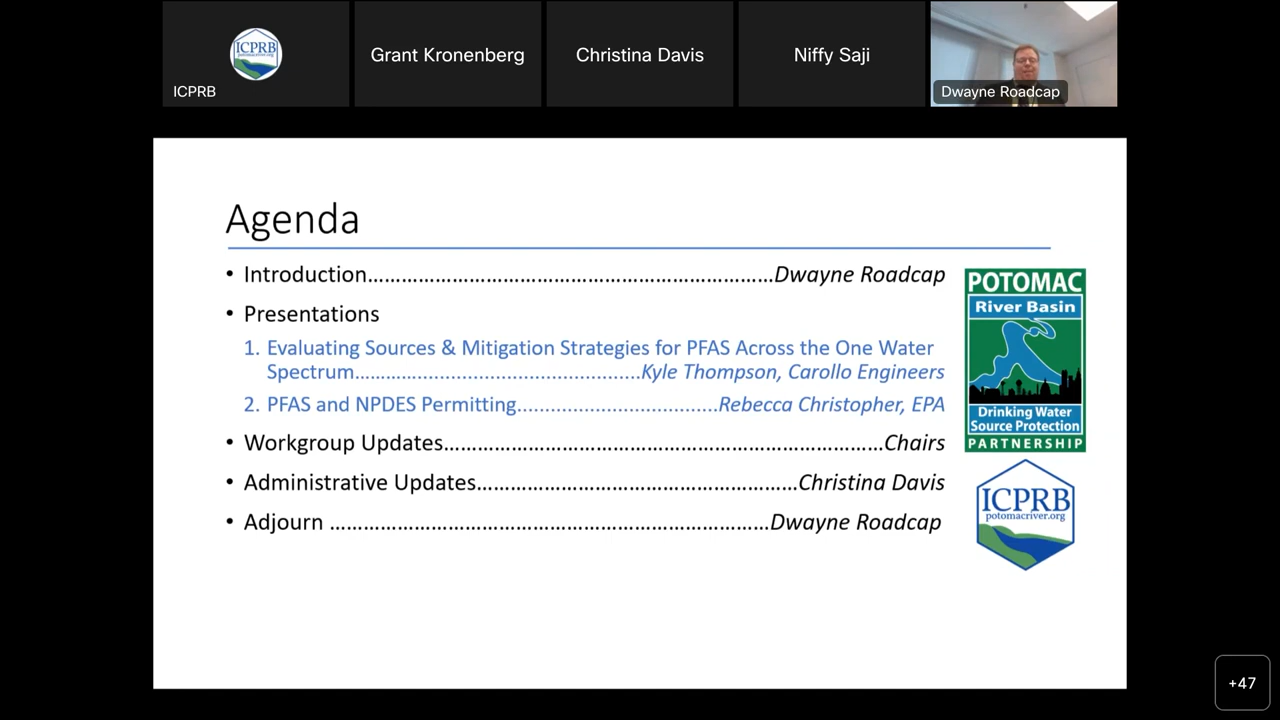 ICPRB
potomacriver.org
ICPRB
Grant Kronenberg
Christina Davis
Niffy Saji
Dwayne Roadcap
Agenda
• Introduction……………………………………………………Dwayne Roadcap
• Presentations
1. Evaluating Sources & Mitigation Strategies for PFAS Across the One Water
Spectrum………………………………………Kyle Thompson, Carollo Engineers
2. PFAS and NPDES Permitting...................................Rebecca Christopher, EPA
• Workgroup Updates…………………………………………………………Chairs
• Administrative Updates……………………………………………Christina Davis
• Adjourn ………………………………………………………Dwayne Roadcap
POTOMAC
River Basin
Drinking Water
Source Protection
PARTNERSHIP
ICPRB
potomacriver.org
+47